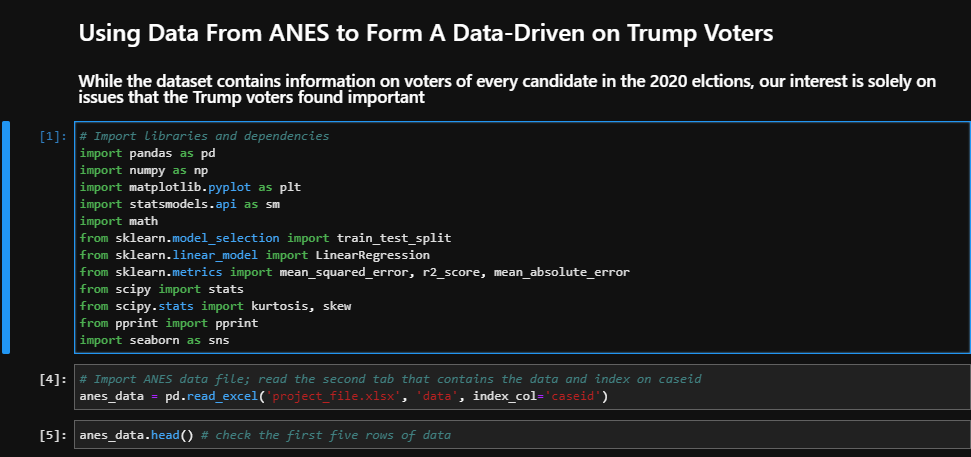 Using Data From ANES to Form A Data-Driven on Trump Voters
While the dataset contains information on voters of every candidate in the 2020 elctions, our interest is solely on
issues that the Trump voters found important
[1]: # Import libraries and dependencies
import pandas as pd
import numpy as np
import matplotlib.pyplot as plt
import statsmodels.api as sm
import math
from sklearn.model_selection import train_test_split
from sklearn.linear_model import LinearRegression
from sklearn.metrics import mean_squared_error, r2_score, mean_absolute_error
from scipy import stats
from scipy.stats import kurtosis, skew
from pprint import pprint
import seaborn as sns
[4]: # Import ANES data file; read the second tab that contains the data and index on caseid
anes_data = pd.read_excel('project_file.xlsx', 'data', index_col='caseid')
[5]: anes_data.head() # check the first five rows of data